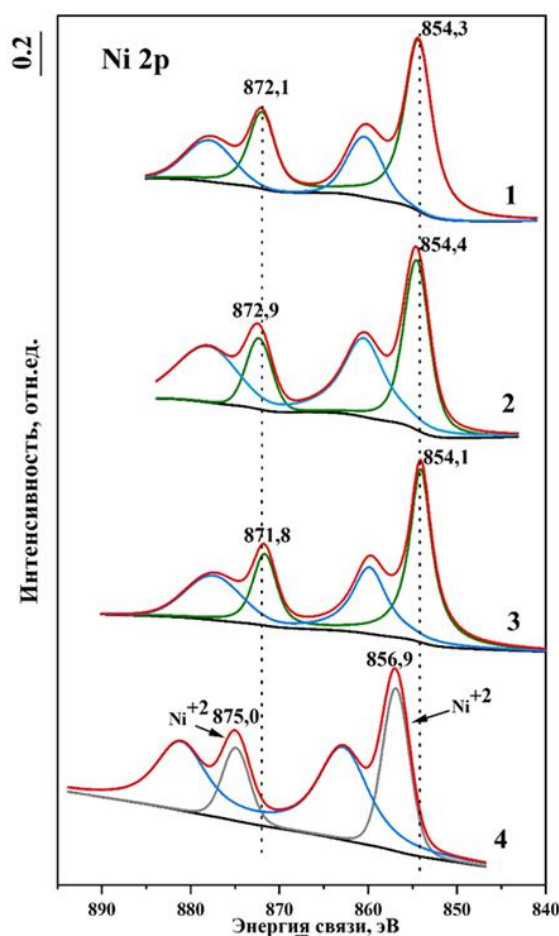 0.2
Ni 2p
854,3
872,1
1
854,4
872,9
2
854,1
871,8
3
856,9
Ni+2
875,0
Ni+2
4
Интенсивность, отн.ед.
890 880 870 860 850 840
Энергия связи, эВ